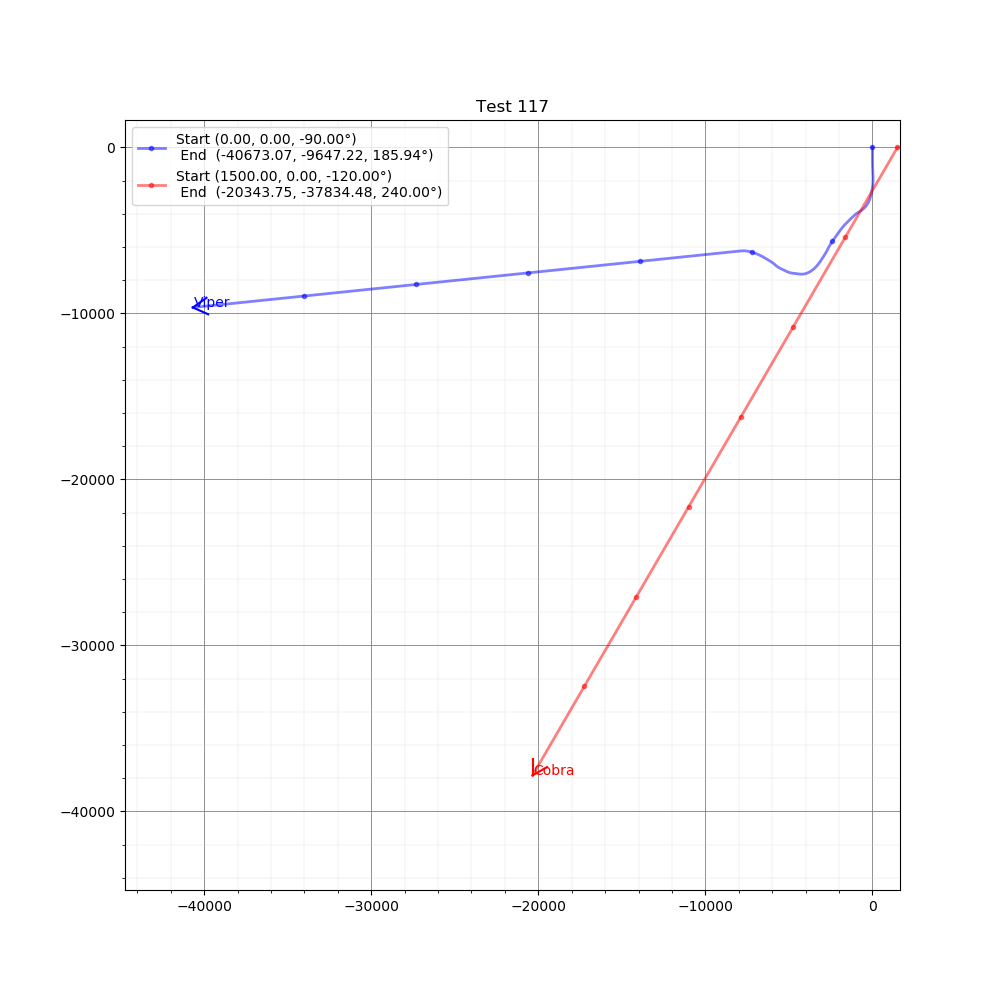 Test 117
Start (0.00, 0.00, -90.00°)
End  (-40673.07, -9647.22, 185.94°)
Start (1500.00, 0.00, -120.00°)
End  (-20343.75, -37834.48, 240.00°)
0
−10000
−20000
−30000
−40000
Viper
Cobra
−40000
−30000
−20000
−10000
0